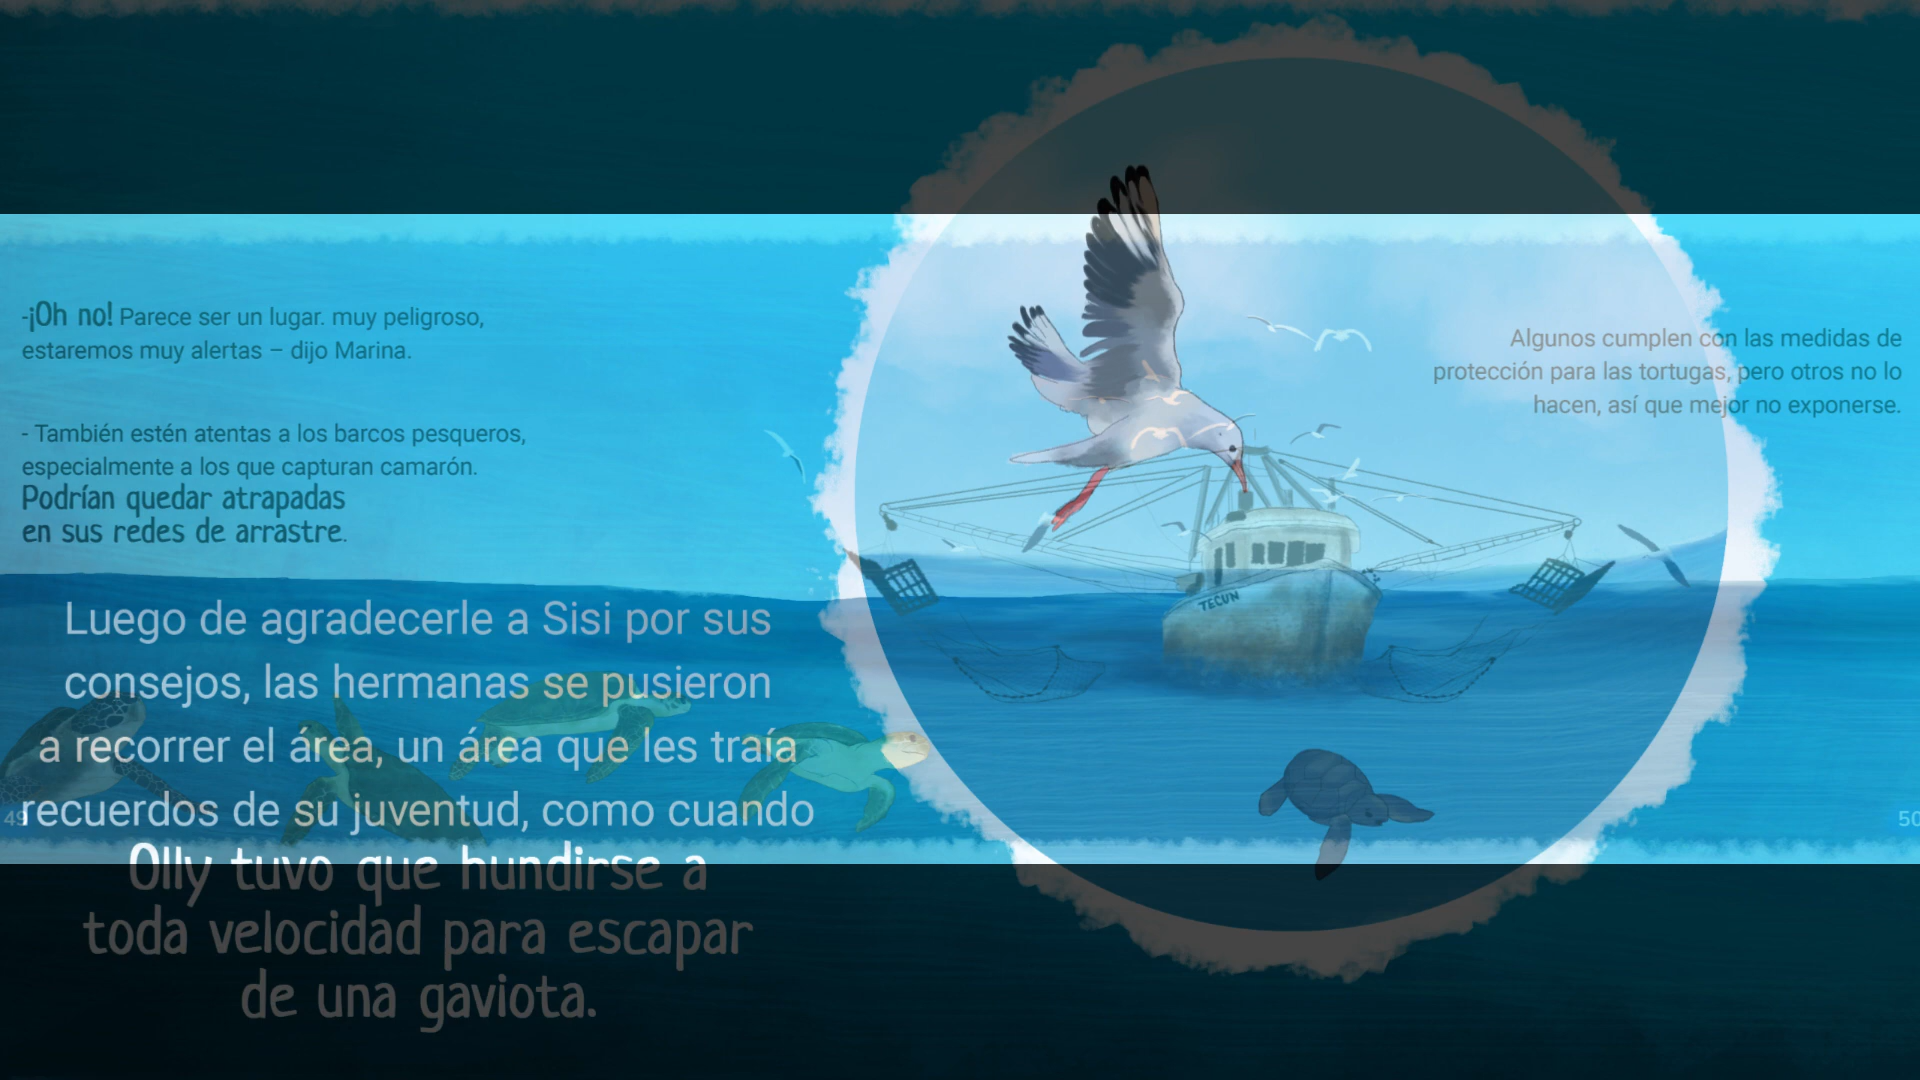 -¡Oh no! Parece ser un lugar. muy peligroso,
estaremos muy alertas – dijo Marina.
- También estén atentas a los barcos pesqueros,
especialmente a los que capturan camarón.
Podrían quedar atrapadas
en sus redes de arrastre.
Algunos cumplen con las medidas de
protección para las tortugas, pero otros no lo
hacen, así que mejor no exponerse.
TECUN
Luego de agradecerle a Sisi por sus
consejos, las hermanas se pusieron
a recorrer el área, un área que les traía
recuerdos de su juventud, como cuando
Olly tuvo que hundirse a
toda velocidad para escapar
de una gaviota.
49
50